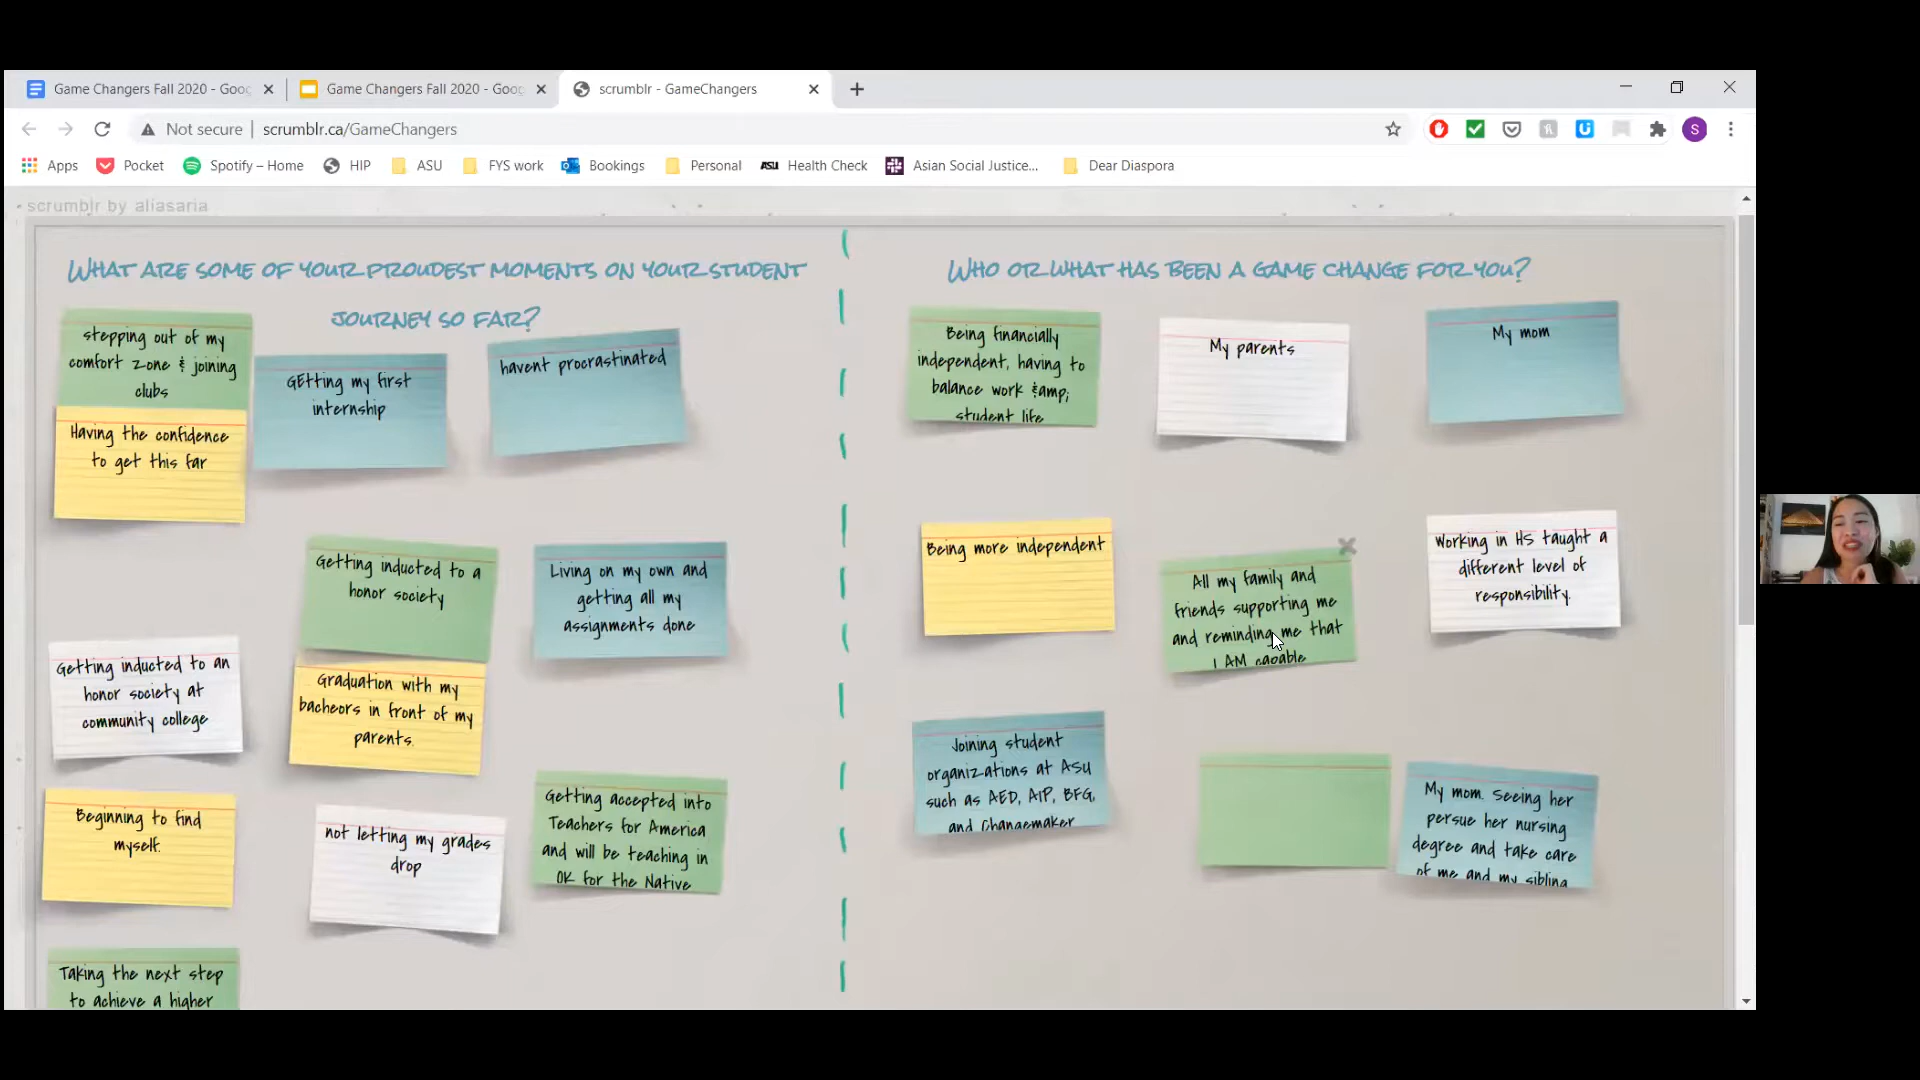 Game Changers Fall 2020 - Goog
Game Changers Fall 2020 - Goog
scrumblr - GameChangers
Not secure
scrumblr.ca/GameChangers
S
Apps
Pocket
Spotify – Home
HIP
ASU
FYS work
Bookings
Personal
ASU
Health Check
Asian Social Justice...
Dear Diaspora
scrumblr by aliasaria
What are some of your proudest moments on your student
journey so far?
stepping out of my
comfort zone & joining
clubs
GEtting my first
internship
havent procrastinated
Having the confidence
to get this far
Getting inducted to a
honor society
Living on my own and
getting all my
assignments done
Getting inducted to an
honor society at
community college
Graduation with my
bacheors in front of my
parents.
Beginning to find
myself.
not letting my grades
drop
Getting accepted into
Teachers for America
and will be teaching in
OK for the Native
Taking the next step
to achieve a higher
Who or what has been a game change for you?
Being financially
independent, having to
balance work &amp;
student life
My parents
My mom
Being more independent
All my family and
friends supporting me
and reminding me that
I AM capable
Working in HS taught a
different level of
responsibility.
Joining student
organizations at ASU
such as AED, AIP, BFG,
and Changemaker
My mom. Seeing her
persue her nursing
degree and take care
of me and my sibling